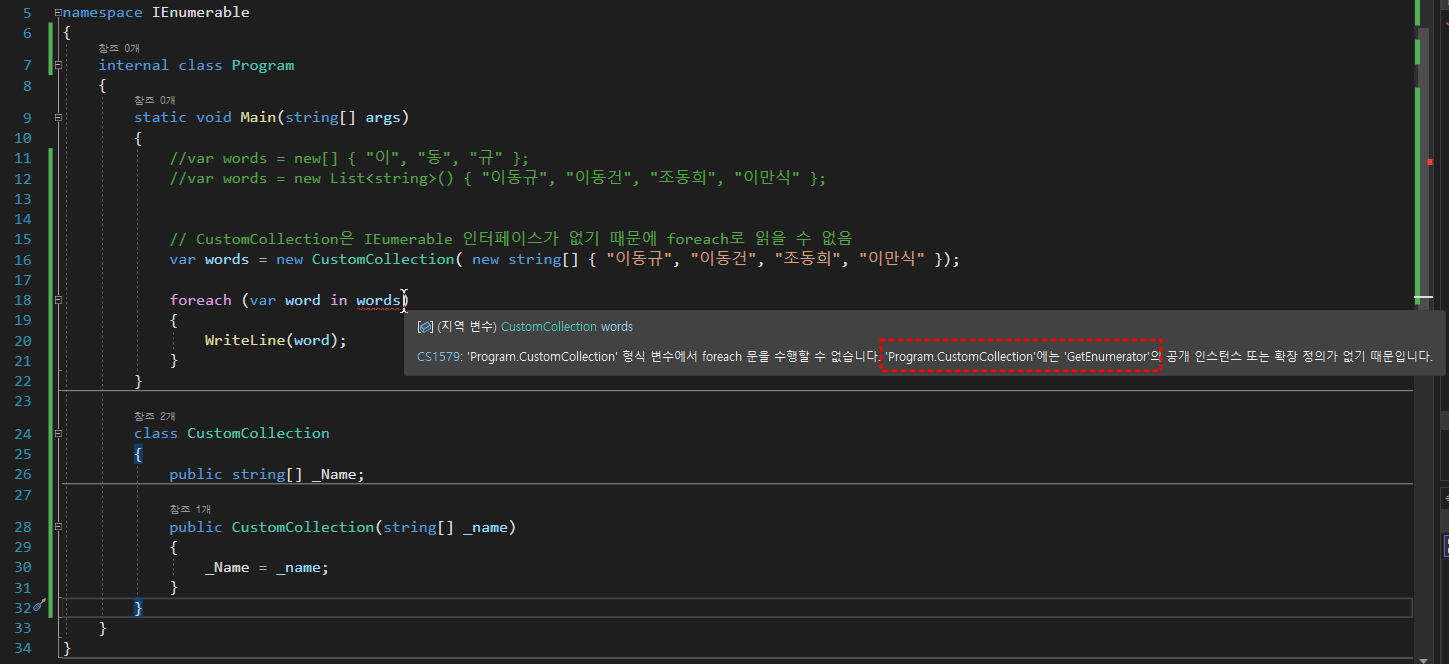 5 namespace IEnumerable
6 {
참조 0개
7 internal class Program
8 {
참조 0개
9 static void Main(string[] args)
10 {
11 //var words = new[] { "이", "동", "규" };
12 //var words = new List<string>() { "이동규", "이동건", "조동희", "이만식" };
13
14
15 // CustomCollection은 IEumerable 인터페이스가 없기 때문에 foreach로 읽을 수 없음
16 var words = new CustomCollection( new string[] { "이동규", "이동건", "조동희", "이만식" });
17
18 foreach (var word in words)
19 {
(지역 변수) CustomCollection words
20 WriteLine(word);
CS1579: 'Program.CustomCollection' 형식 변수에서 foreach 문을 수행할 수 없습니다. 'Program.CustomCollection'에는 'GetEnumerator'의 공개 인스턴스 또는 확장 정의가 없기 때문입니다.
21 }
22 }
23
참조 2개
24 class CustomCollection
25 {
26 public string[] _Name;
27
참조 1개
28 public CustomCollection(string[] _name)
29 {
30 _Name = _name;
31 }
32 }
33 }
34 }